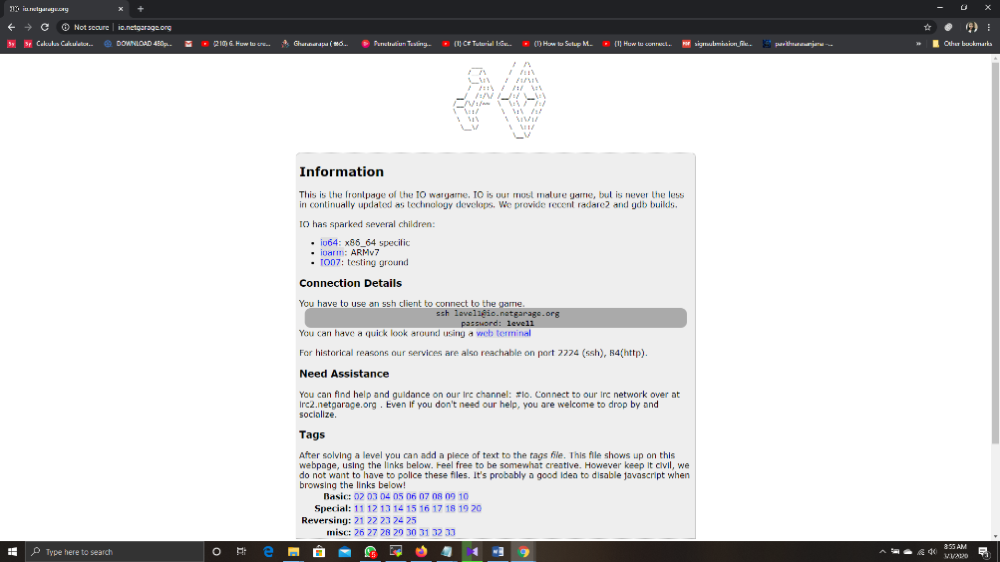 io.netgarage.org
Not secure | io.netgarage.org
Calculus Calculator...
DOWNLOAD 480p...
(210) 6. How to cre...
Penetration Testing...
(1) C# Tutorial 1:Ge...
(1) How to Setup M...
(1) How to connect...
signsubmission_file...
pavithrarasanjana -...
Other bookmarks
Information
This is the frontpage of the IO wargame. IO is our most mature game, but is never the less
in continually updated as technology develops. We provide recent radare2 and gdb builds.
IO has sparked several children:
• io64: x86_64 specific
• ioarm: ARMv7
• IO07: testing ground
Connection Details
You have to use an ssh client to connect to the game.
ssh level1@io.netgarage.org
password: level1
You can have a quick look around using a web terminal
For historical reasons our services are also reachable on port 2224 (ssh), 84(http).
Need Assistance
You can find help and guidance on our irc channel: #io. Connect to our irc network over at
irc2.netgarage.org . Even if you don't need our help, you are welcome to drop by and
socialize.
Tags
After solving a level you can add a piece of text to the tags file. This file shows up on this
webpage, using the links below. Feel free to be somewhat creative. However keep it civil, we
do not want to have to police these files. It's probably a good idea to disable javascript when
browsing the links below!
Basic: 02 03 04 05 06 07 08 09 10
Special: 11 12 13 14 15 16 17 18 19 20
Reversing: 21 22 23 24 25
misc: 26 27 28 29 30 31 32 33
Type here to search
8:55 AM
3/3/2020